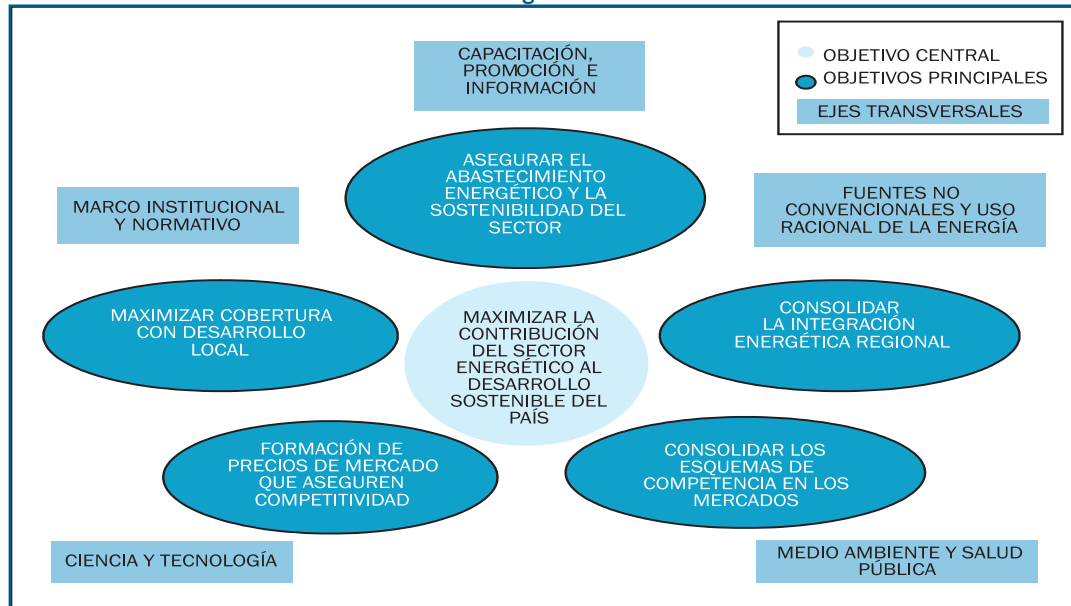 CAPACITACIÓN,
PROMOCIÓN E
INFORMACIÓN
OBJETIVO CENTRAL
OBJETIVOS PRINCIPALES
EJES TRANSVERSALES
ASEGURAR EL
ABASTECIMIENTO
ENERGÉTICO Y LA
SOSTENIBILIDAD DEL
SECTOR
MARCO INSTITUCIONAL
Y NORMATIVO
FUENTES NO
CONVENCIONALES Y USO
RACIONAL DE LA ENERGÍA
MAXIMIZAR COBERTURA
CON DESARROLLO
LOCAL
MAXIMIZAR LA
CONTRIBUCIÓN
DEL SECTOR
ENERGÉTICO AL
DESARROLLO
SOSTENIBLE DEL
PAÍS
CONSOLIDAR
LA INTEGRACIÓN
ENERGÉTICA REGIONAL
FORMACIÓN DE
PRECIOS DE MERCADO
QUE ASEGUREN
COMPETITIVIDAD
CONSOLIDAR LOS
ESQUEMAS DE
COMPETENCIA EN LOS
MERCADOS
CIENCIA Y TECNOLOGÍA
MEDIO AMBIENTE Y SALUD
PÚBLICA